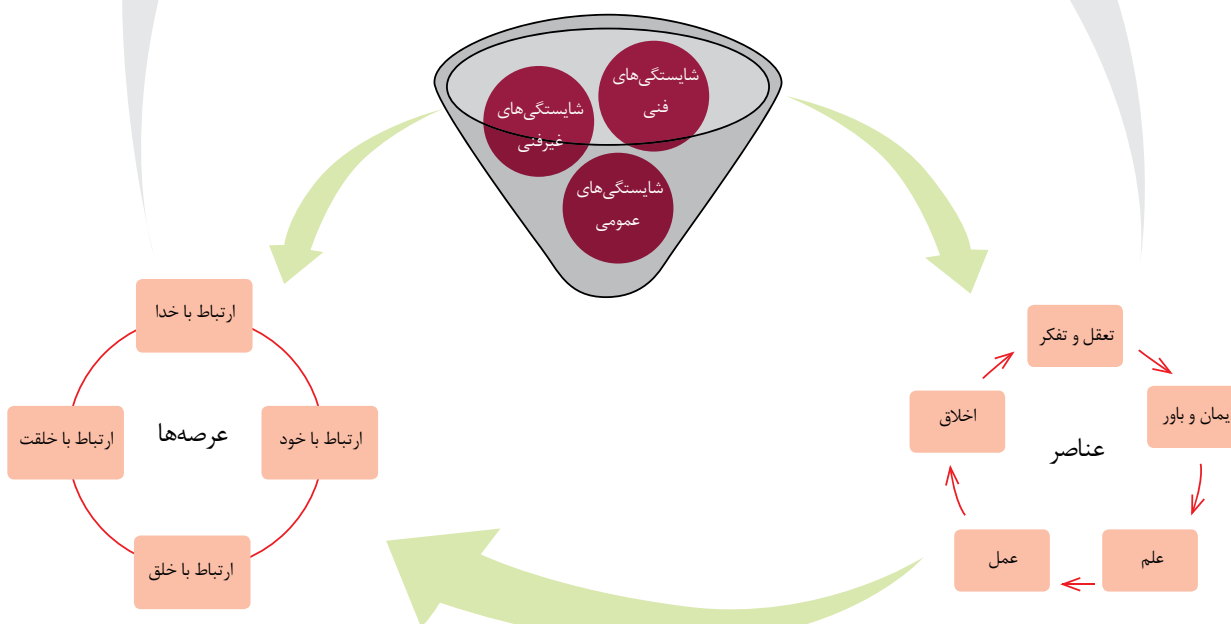 شایستگی‌های
فنی
شایستگی‌های
غیرفنی
شایستگی‌های
عمومی
تعقل و تفکر
یمان و باور
علم
عمل
اخلاق
عناصر
ارتباط با خدا
ارتباط با خود
ارتباط با خلق
ارتباط با خلقت
عرصه‌ها